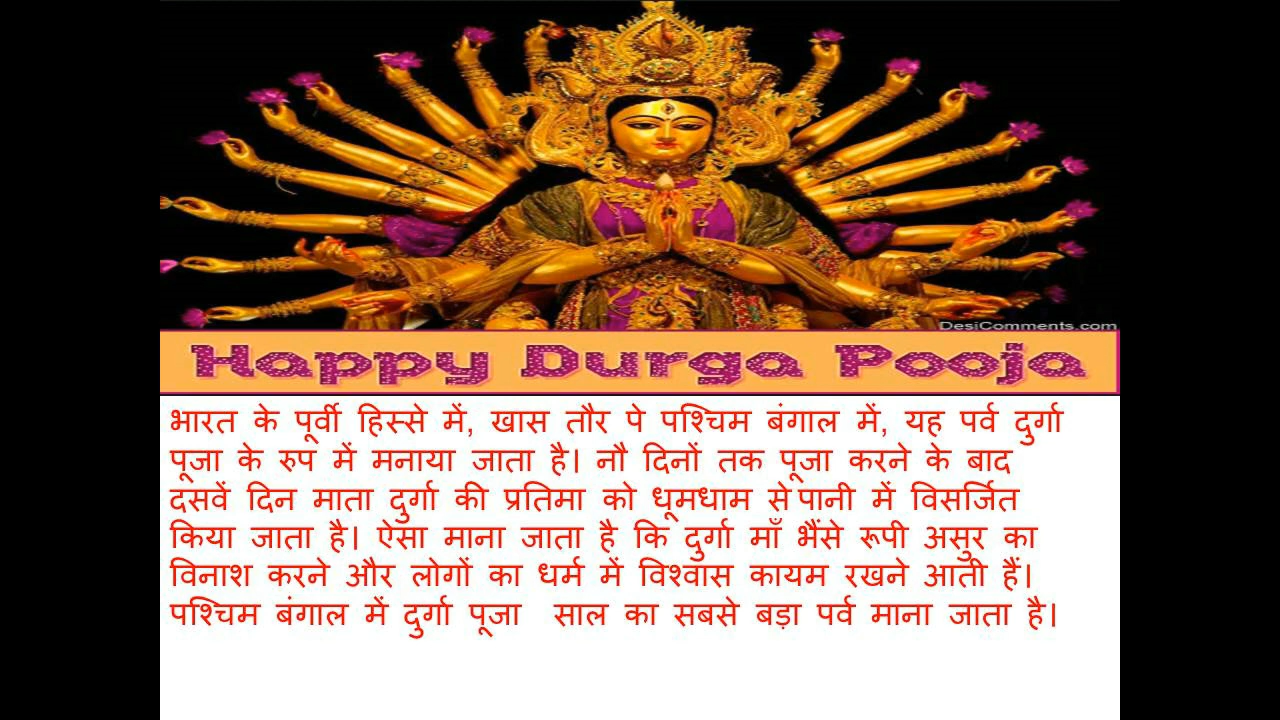 DesiComments.com
Happy Durga Pooja
भारत के पूर्वी हिस्से में, खास तौर पे पश्चिम बंगाल में, यह पर्व दुर्गा
पूजा के रुप में मनाया जाता है। नौ दिनों तक पूजा करने के बाद
दसवें दिन माता दुर्गा की प्रतिमा को धूमधाम से पानी में विसर्जित
किया जाता है। ऐसा माना जाता है कि दुर्गा माँ भैंसे रूपी असुर का
विनाश करने और लोगों का धर्म में विश्वास कायम रखने आती हैं।
पश्चिम बंगाल में दुर्गा पूजा साल का सबसे बड़ा पर्व माना जाता है।